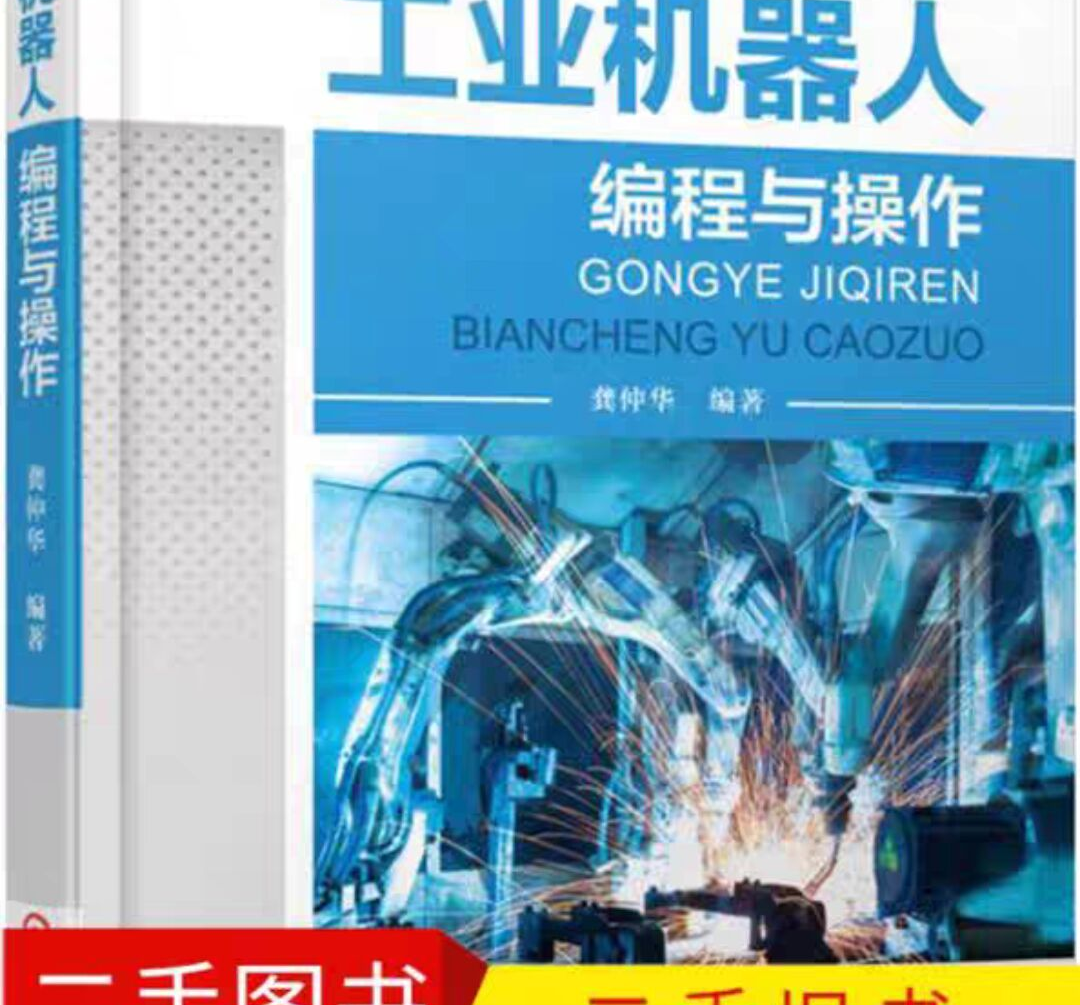 机器人 编程与操作 龚仲华 编著
工业机器人
编程与操作
GONGYE JIQIREN
BIANCHENG YU CAOZUO
龚仲华 编著
二手图书
二手旧书